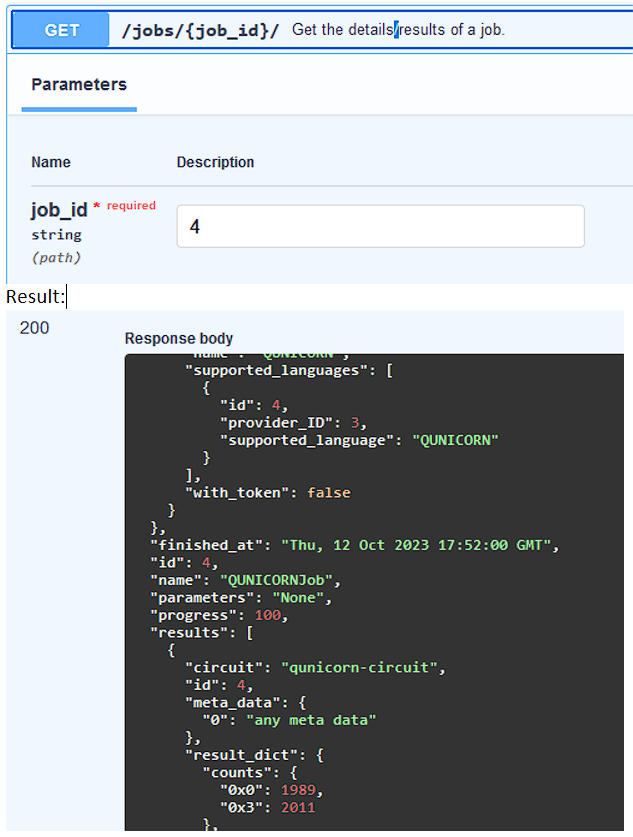 GET /jobs/{job_id}/ Get the details/results of a job.
Parameters
Name Description
job_id * required 4
string
(path)
Result:
200
Response body
"name": "QUNICORN",
"supported_languages": [
{
"id": 4,
"provider_ID": 3,
"supported_language": "QUNICORN"
}
],
"with_token": false
}
},
"finished_at": "Thu, 12 Oct 2023 17:52:00 GMT",
"id": 4,
"name": "QUNICORNJob",
"parameters": "None",
"progress": 100,
"results": [
{
"circuit": "qunicorn-circuit",
"id": 4,
"meta_data": {
"0": "any meta data"
},
"result_dict": {
"counts": {
"0x0": 1989,
"0x3": 2011
},